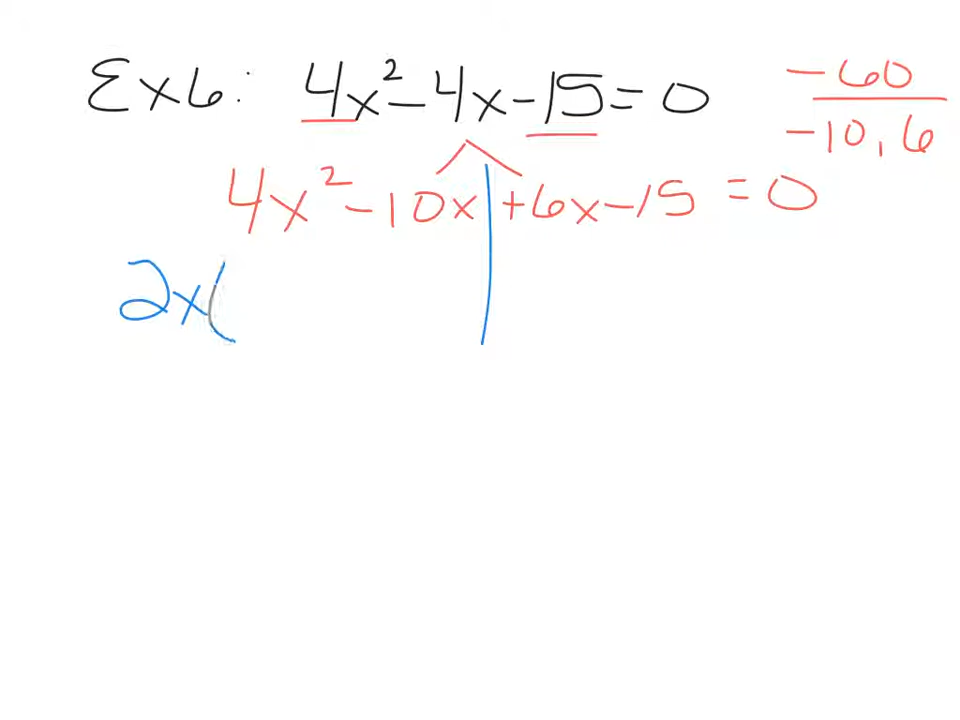 Ex6: 4x² - 4x - 15 = 0
-60
-10, 6
4x² - 10x + 6x - 15 = 0
2x(